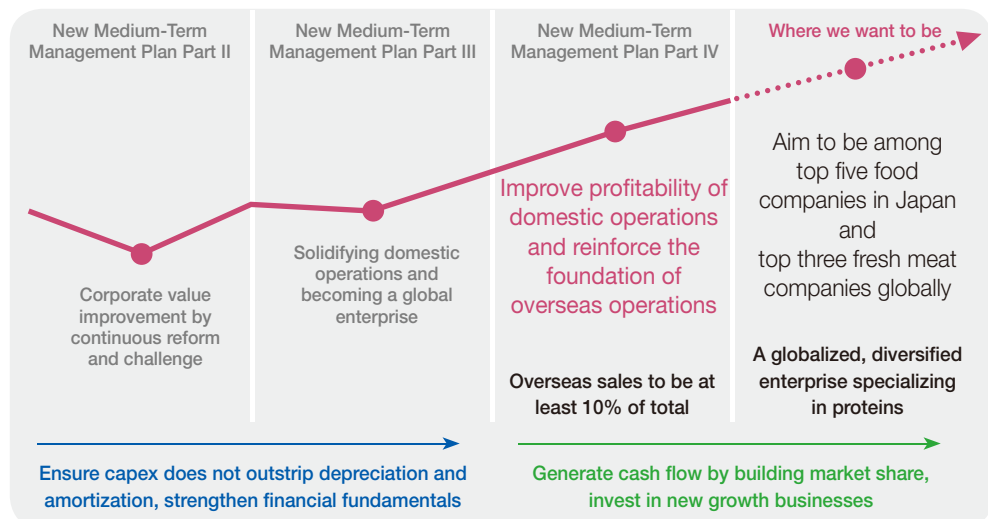 New Medium-Term
Management Plan Part II
New Medium-Term
Management Plan Part III
New Medium-Term
Management Plan Part IV
Where we want to be
Corporate value
improvement by
continuous reform
and challenge
Solidifying domestic
operations and
becoming a global
enterprise
Improve profitability of
domestic operations
and reinforce the
foundation of
overseas operations
Overseas sales to be at
least 10% of total
Aim to be among
top five food
companies in Japan
and
top three fresh meat
companies globally
A globalized, diversified
enterprise specializing
in proteins
Ensure capex does not outstrip depreciation and
amortization, strengthen financial fundamentals
Generate cash flow by building market share,
invest in new growth businesses